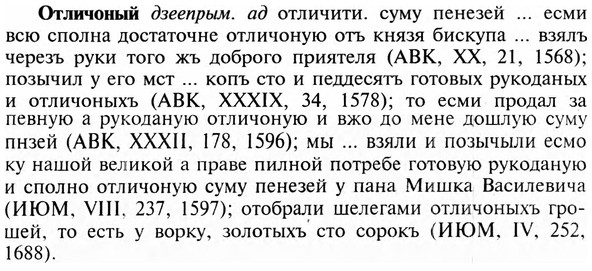 Отличоный дзеепрым. ад отличити. суму пенезей ... есми
всю сполна достаточне отличоную отъ князя бискупа ... взялъ
черезъ руки того жъ доброго приятеля (АВК, XX, 21, 1568);
позычил у его мст ... копъ сто и педдесятъ готовых рукоданых
и отличоныхъ (АВК, XXXIX, 34, 1578); то есми продал за
певную а рукоданую отличоную и вжо до мене дошлую суму
пнзей (АВК, XXXII, 178, 1596); мы ... взяли и позычыли есмо
ку нашой великой а праве пилной потребе готовую рукоданую
и сполно отличоную суму пенезей у пана Мишка Василевича
(ИЮМ, VIII, 237, 1597); отобрали шелегами отличоныхъ гро-
шей, то есть у ворку, золотыхъ сто сорокъ (ИЮМ, IV, 252,
1688).